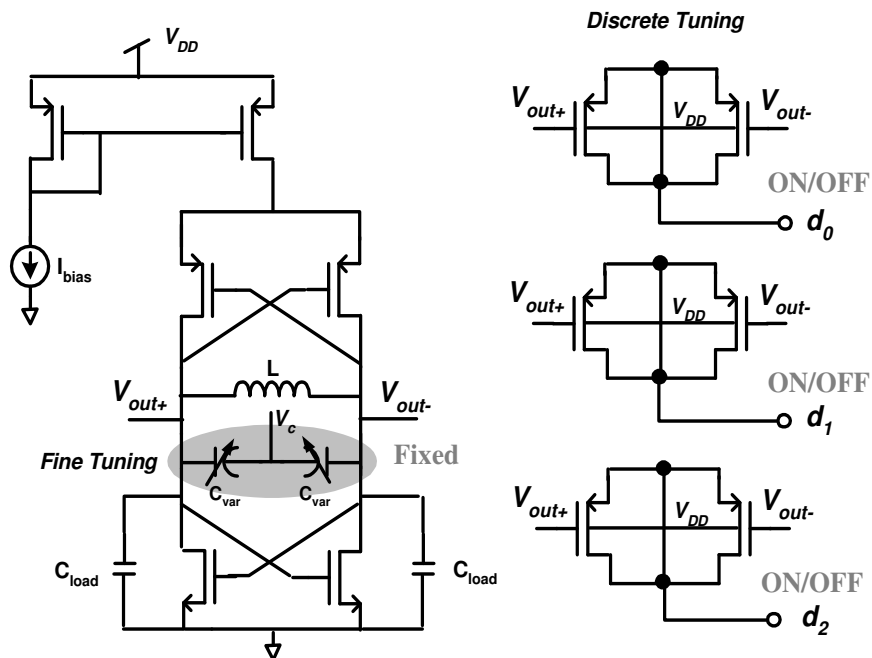 V_DD
I_bias
L
V_out+
V_out-
V_c
Fine Tuning
Fixed
C_var
C_var
C_load
C_load
Discrete Tuning
V_out+
V_DD
V_out-
ON/OFF
d_0
V_out+
V_DD
V_out-
ON/OFF
d_1
V_out+
V_DD
V_out-
ON/OFF
d_2